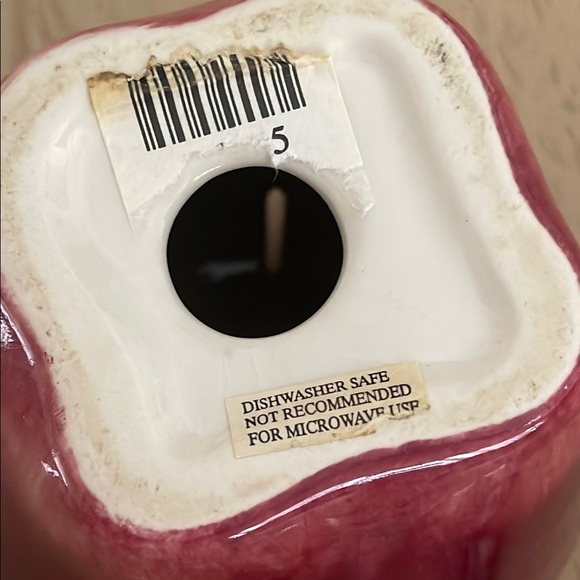 5
DISHWASHER SAFE
NOT RECOMMENDED
FOR MICROWAVE USE